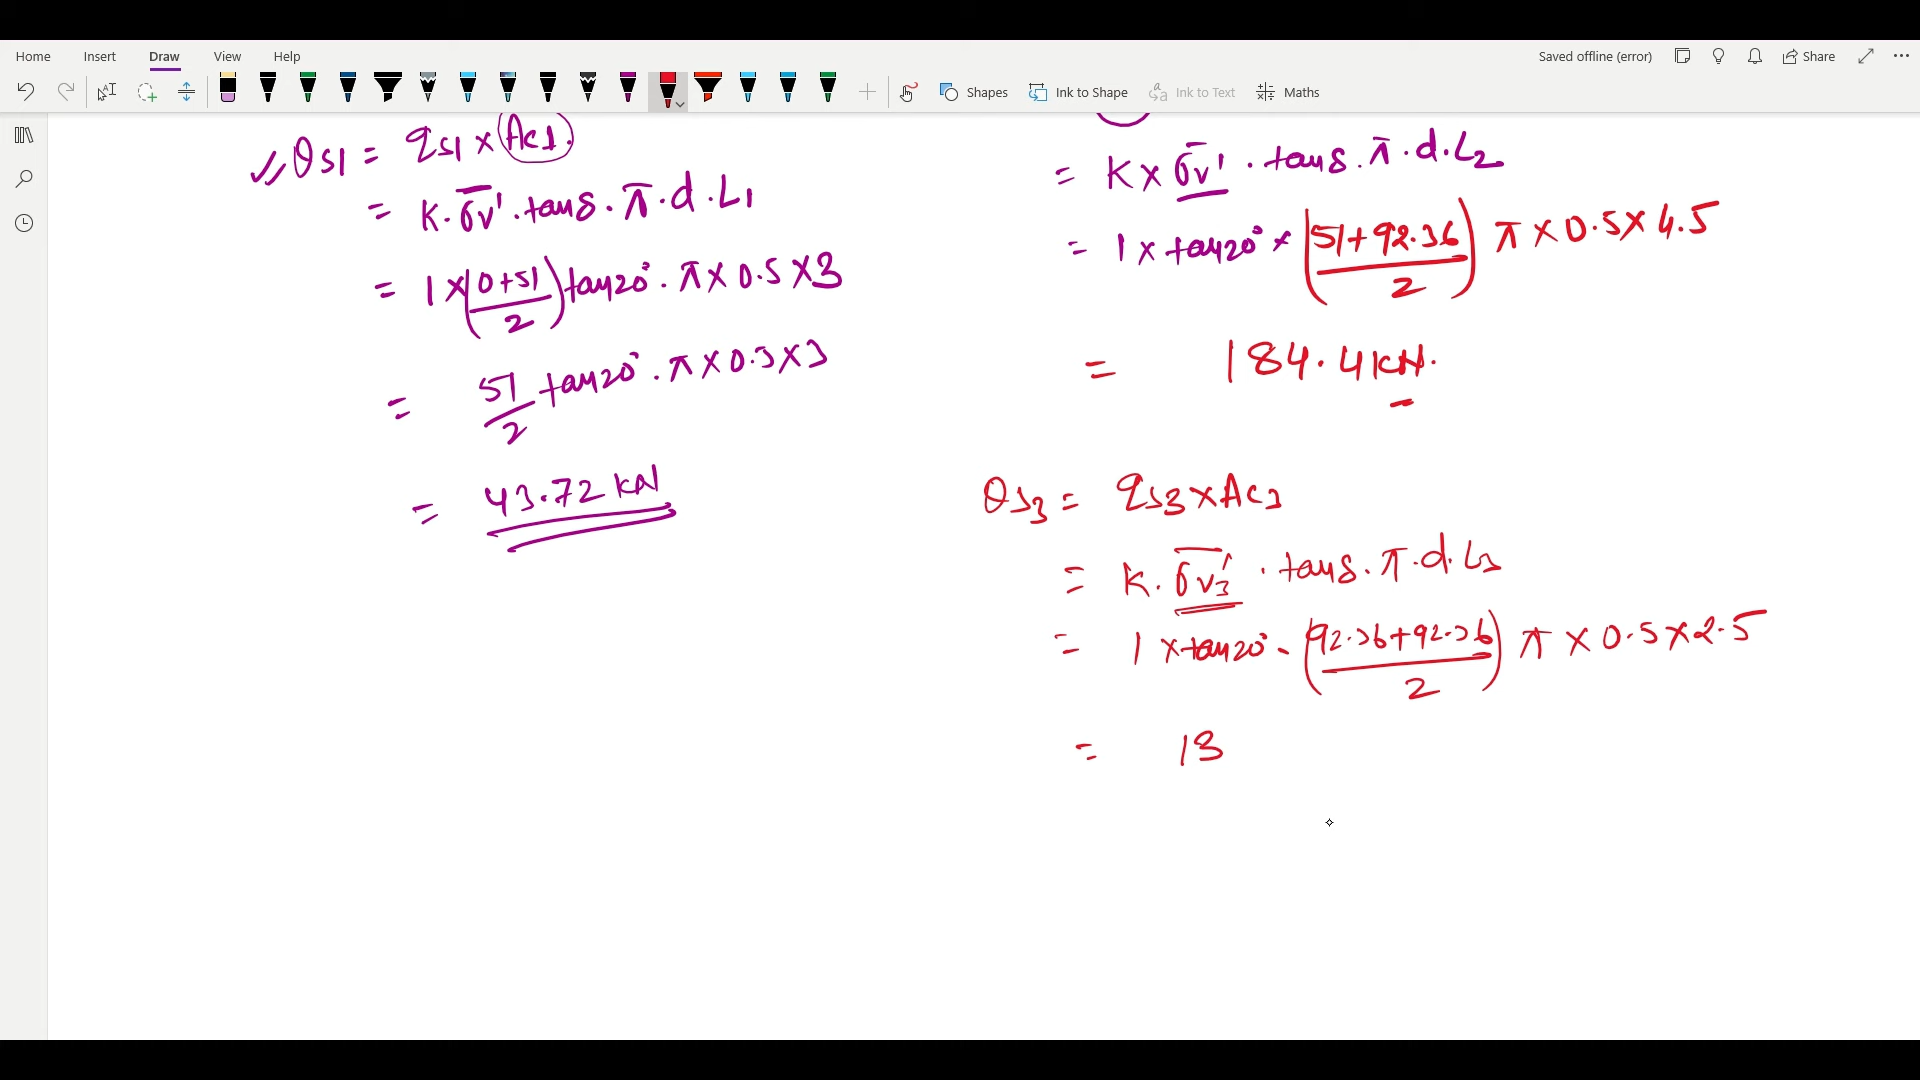 Home Insert Draw View Help Saved offline (error) Share
Shapes Ink to Shape Ink to Text Maths
Qs1 = qs1 × Ac1.
= K.σv'.tanδ.π.d.L1
= 1×(0+51/2)tan20°.π×0.5×3
= 51/2 tan20°.π×0.5×3
= 43.72 kN
= K×σv'.tanδ.π.d.L2
= 1×tan20°×(51+92.36/2) π×0.5×4.5
= 184.4 kN.
Qs3 = qs3×Ac3
= K.σv3'.tanδ.π.d.L3
= 1×tan20°.(92.36+92.36/2) π×0.5×2.5
= 13